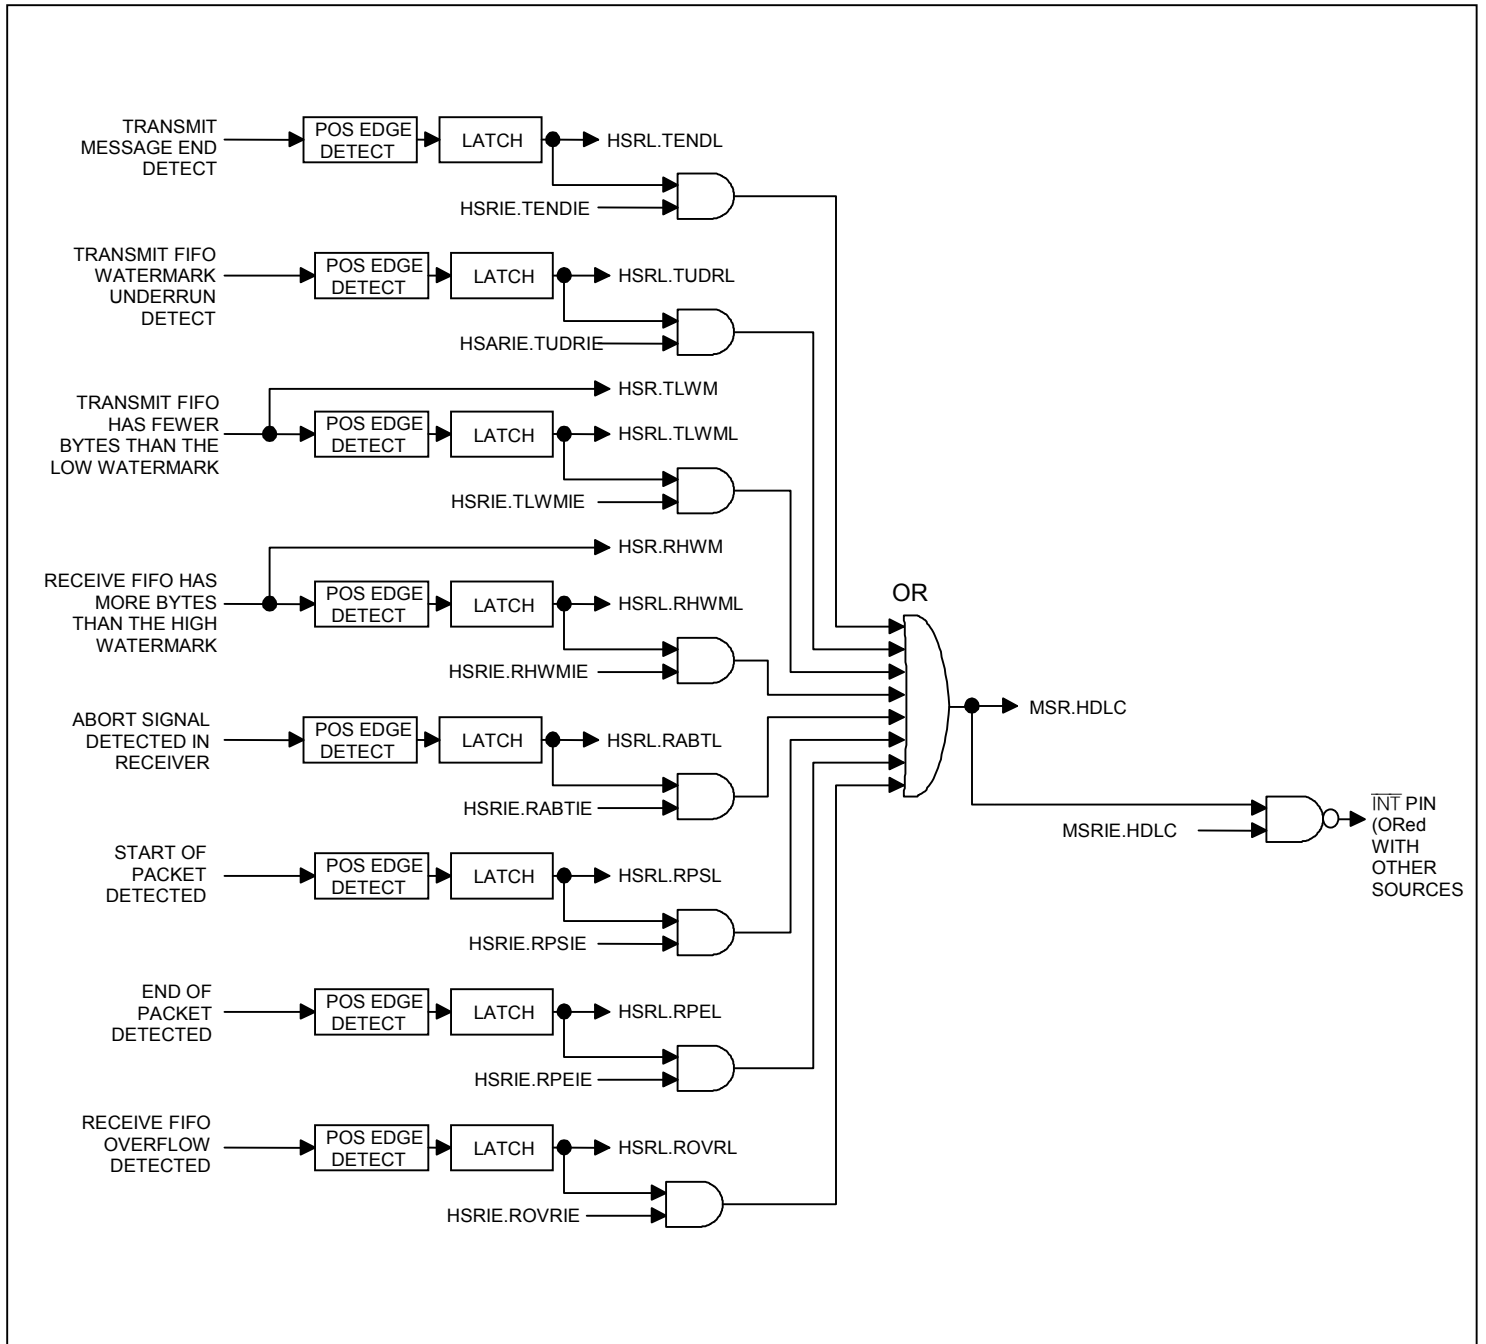 TRANSMIT
MESSAGE END
DETECT
POS EDGE
DETECT
LATCH
HSRL.TENDL
HSRIE.TENDIE
TRANSMIT FIFO
WATERMARK
UNDERRUN
DETECT
POS EDGE
DETECT
LATCH
HSRL.TUDRL
HSARIE.TUDRIE
TRANSMIT FIFO
HAS FEWER
BYTES THAN THE
LOW WATERMARK
HSR.TLWM
POS EDGE
DETECT
LATCH
HSRL.TLWML
HSRIE.TLWMIE
RECEIVE FIFO HAS
MORE BYTES
THAN THE HIGH
WATERMARK
HSR.RHWM
POS EDGE
DETECT
LATCH
HSRL.RHWML
HSRIE.RHWMIE
OR
MSR.HDLC
ABORT SIGNAL
DETECTED IN
RECEIVER
POS EDGE
DETECT
LATCH
HSRL.RABTL
HSRIE.RABTIE
MSRIE.HDLC
INT PIN
(ORed
WITH
OTHER
SOURCES
START OF
PACKET
DETECTED
POS EDGE
DETECT
LATCH
HSRL.RPSL
HSRIE.RPSIE
END OF
PACKET
DETECTED
POS EDGE
DETECT
LATCH
HSRL.RPEL
HSRIE.RPEIE
RECEIVE FIFO
OVERFLOW
DETECTED
POS EDGE
DETECT
LATCH
HSRL.ROVRL
HSRIE.ROVRIE